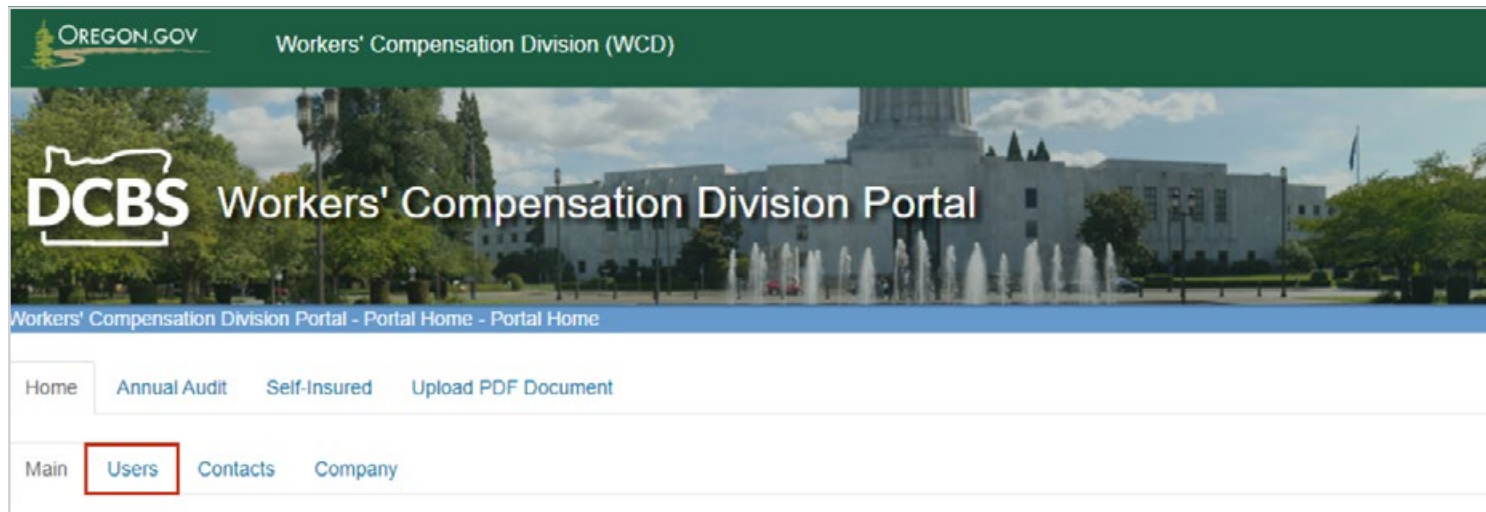 OREGON.GOV
Workers' Compensation Division (WCD)
DCBS Workers' Compensation Division Portal
Workers' Compensation Division Portal - Portal Home - Portal Home
Home Annual Audit Self-Insured Upload PDF Document
Main Users Contacts Company